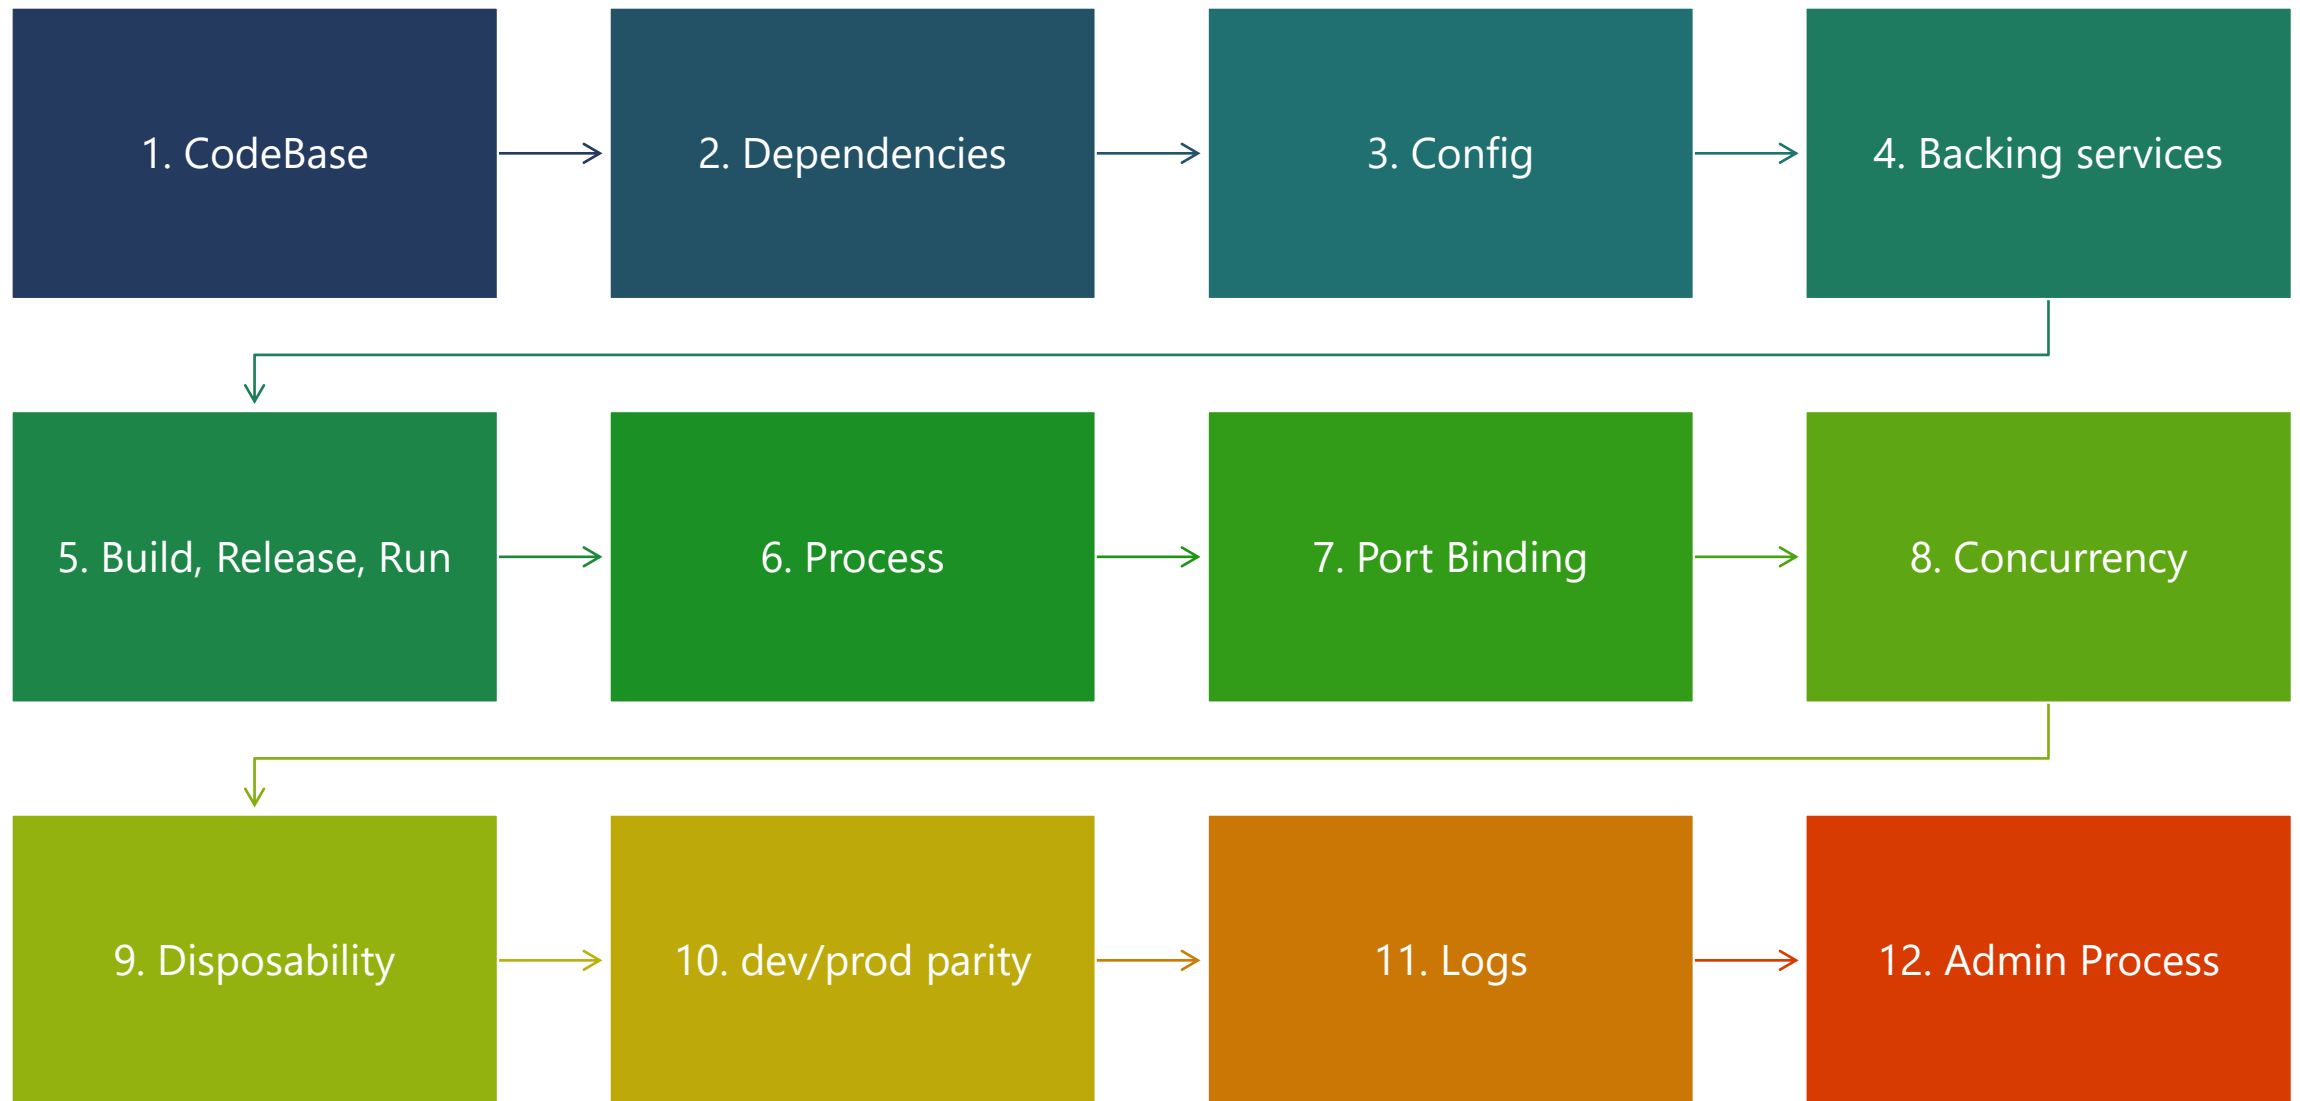 1. CodeBase
2. Dependencies
3. Config
4. Backing services
5. Build, Release, Run
6. Process
7. Port Binding
8. Concurrency
9. Disposability
10. dev/prod parity
11. Logs
12. Admin Process